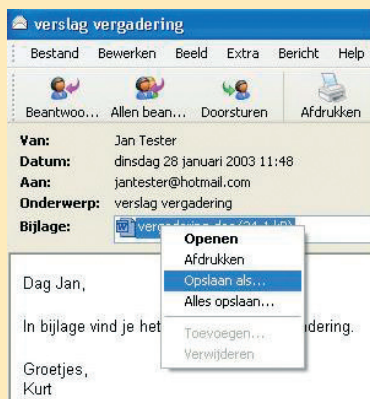 verslag vergadering
Bestand Bewerken Beeld Extra Bericht Help
Beantwoo... Allen bean... Doorsturen Afdrukken
Van: Jan Tester
Datum: dinsdag 28 januari 2003 11:48
Aan: jantester@hotmail.com
Onderwerp: verslag vergadering
Bijlage:
Openen
Afdrukken
Opslaan als...
Alles opslaan...
Toevoegen...
Verwijderen
Dag Jan,
In bijlage vind je het dering.
Groetjes,
Kurt